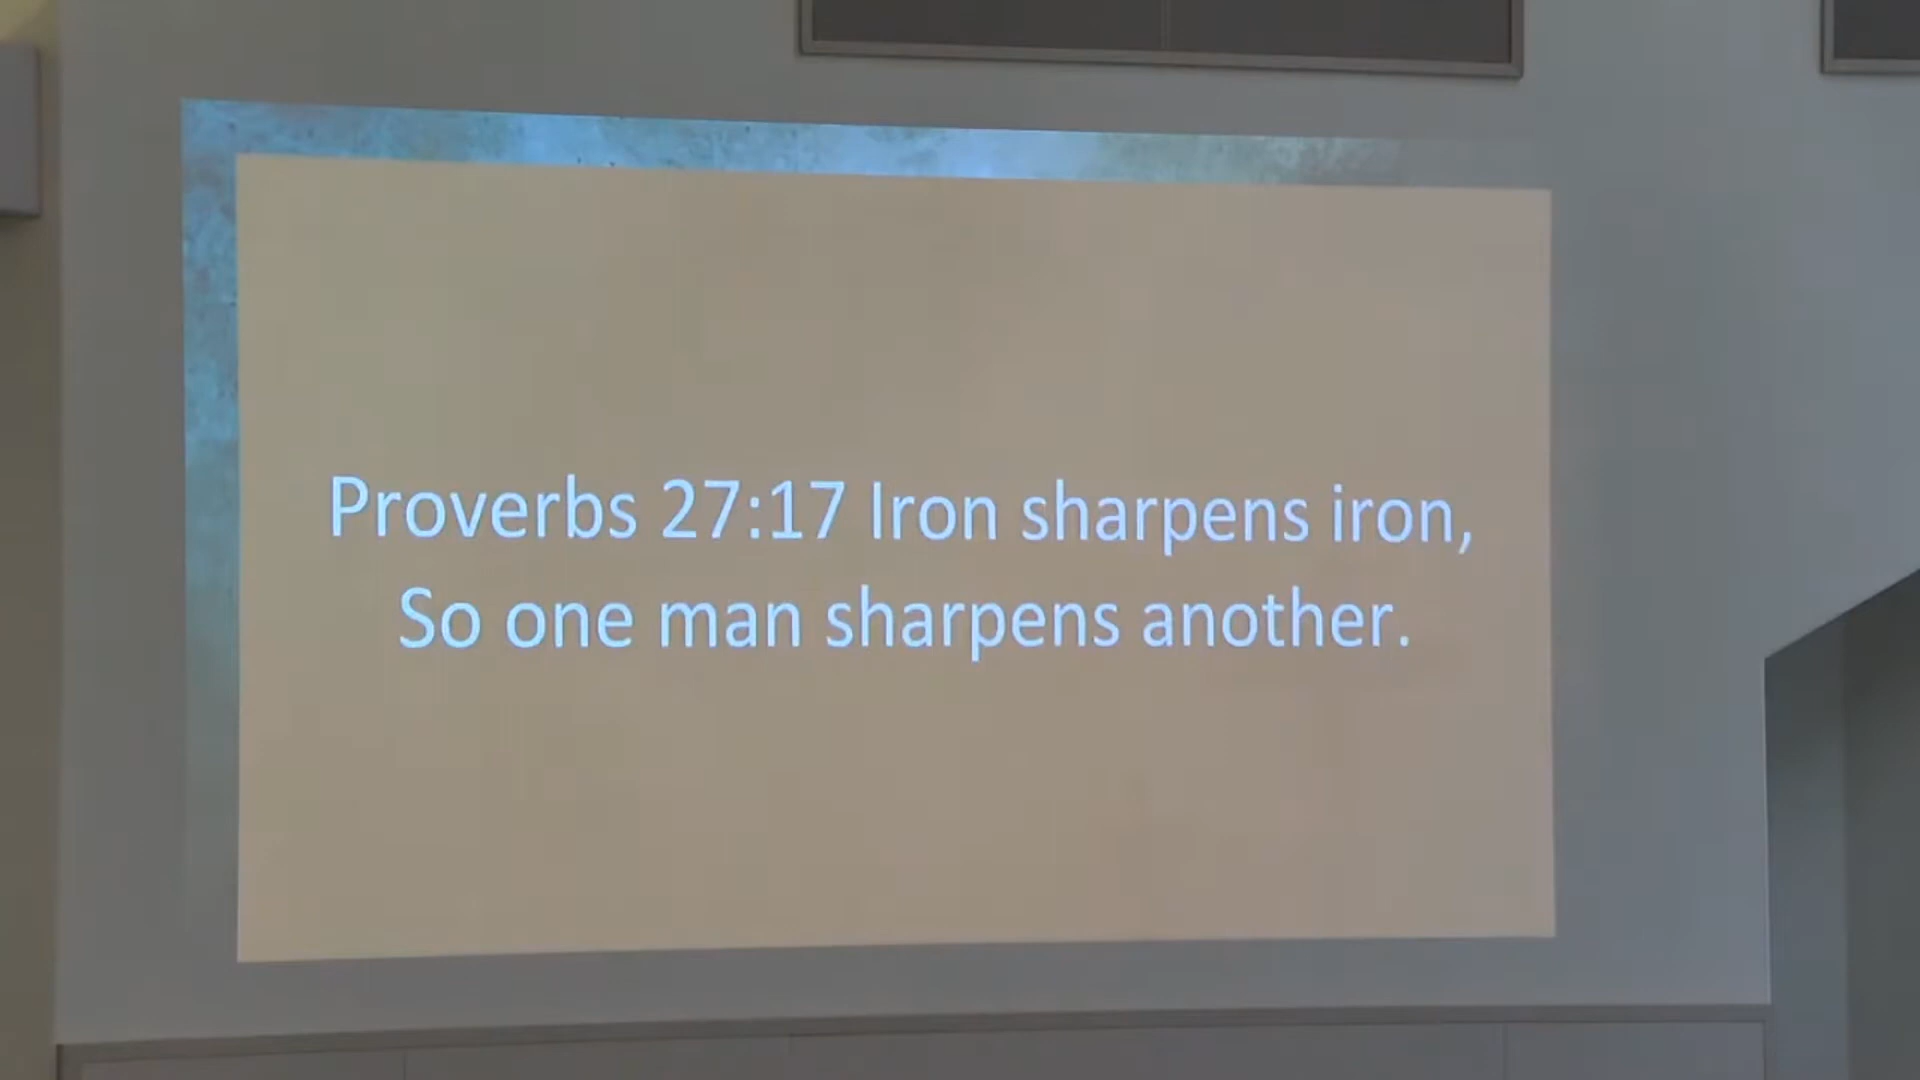 Proverbs 27:17 Iron sharpens iron,
So one man sharpens another.